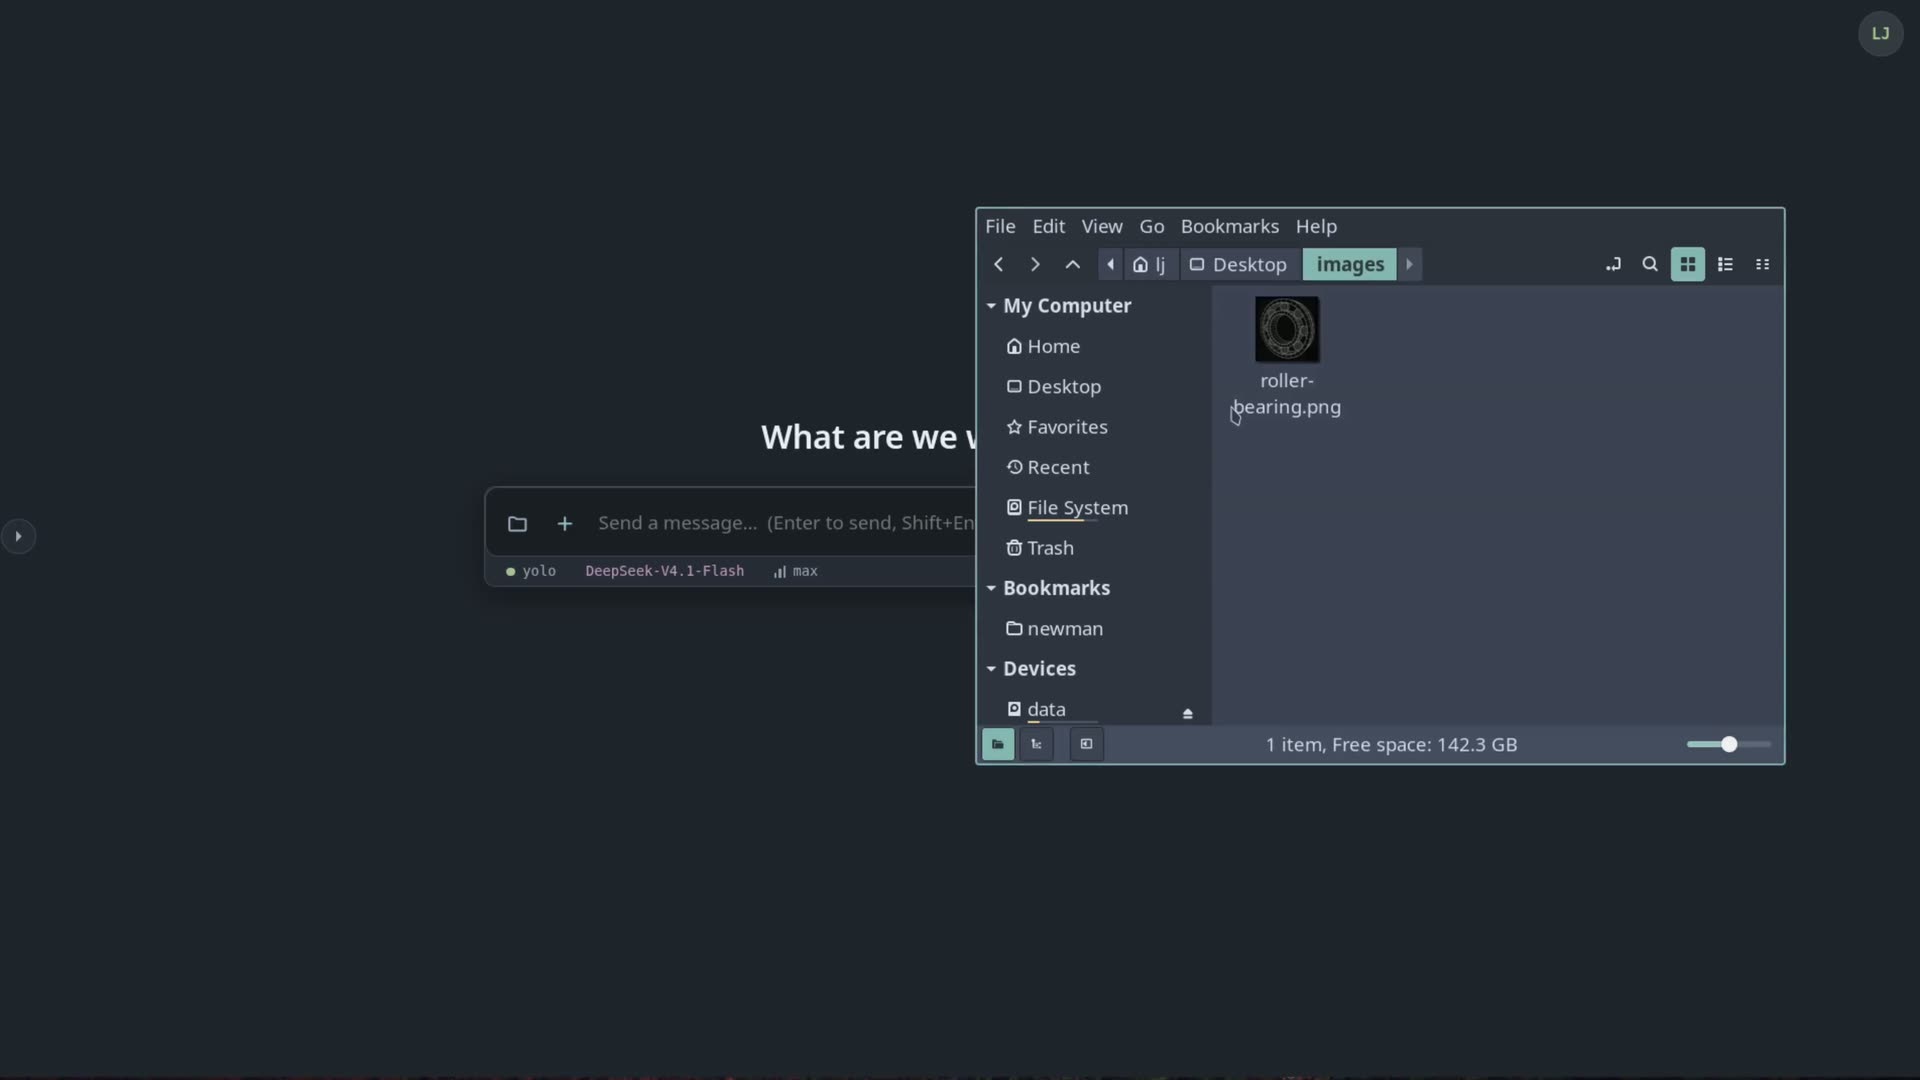 LJ
File Edit View Go Bookmarks Help
lj Desktop images
My Computer
Home
Desktop
Favorites
Recent
File System
Trash
Bookmarks
newman
Devices
data
roller-
bearing.png
1 item, Free space: 142.3 GB
What are we w
Send a message... (Enter to send, Shift+En
yolo DeepSeek-V4.1-Flash max